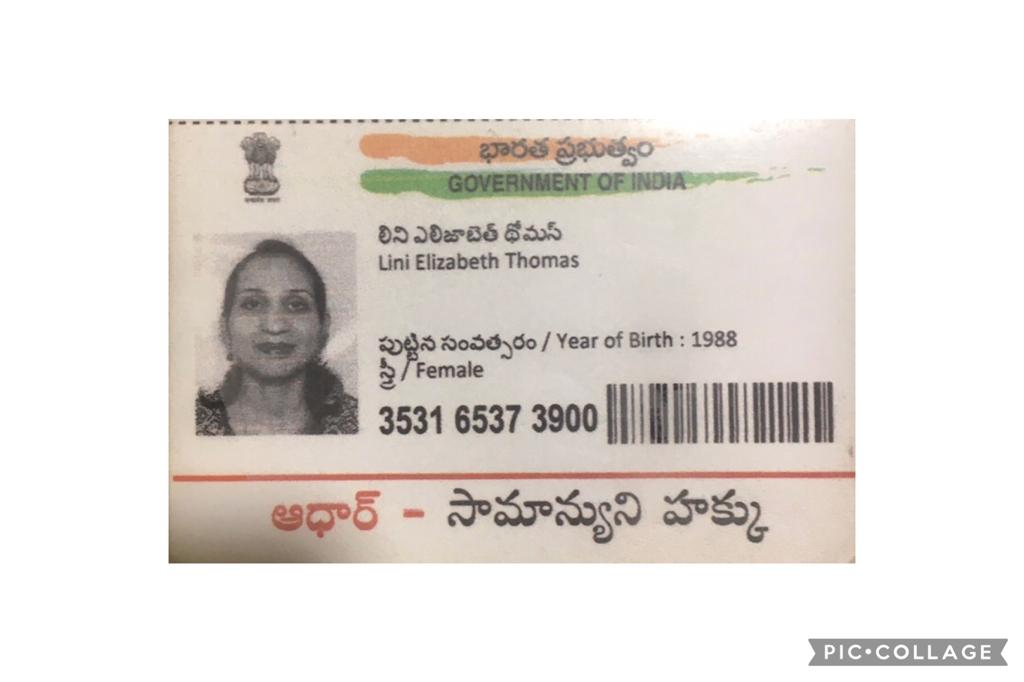 భారత ప్రభుత్వం
GOVERNMENT OF INDIA
లిని ఎలిజాబెత్ థోమస్
Lini Elizabeth Thomas
పుట్టిన సంవత్సరం / Year of Birth : 1988
స్త్రీ / Female
3531 6537 3900
ఆధార్ - సామాన్యుని హక్కు
PIC•COLLAGE